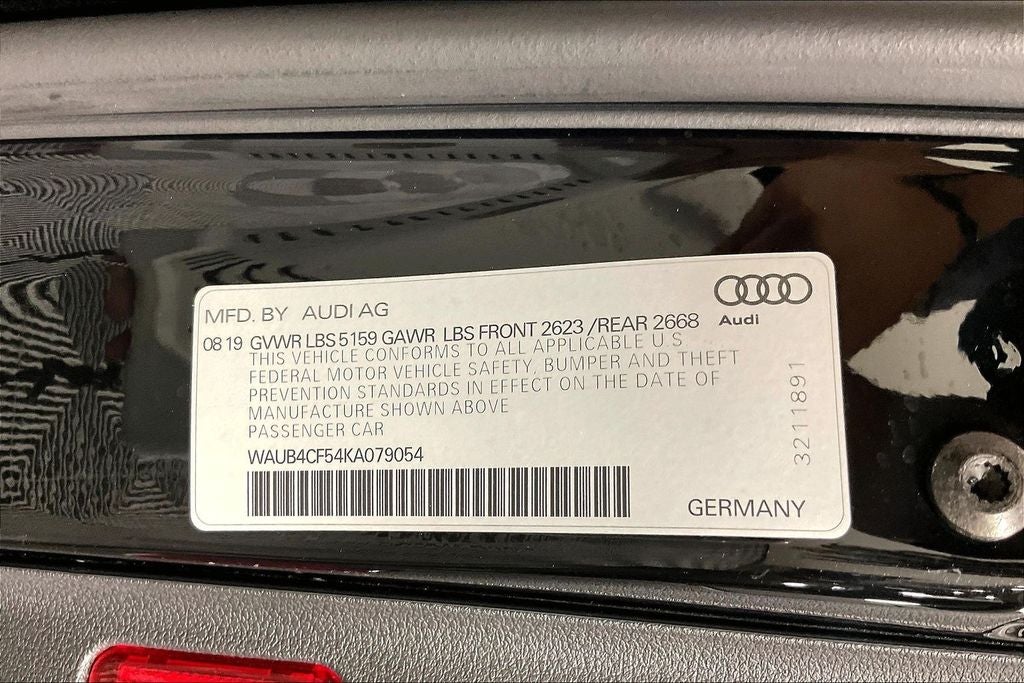 MFD. BY AUDI AG
Audi
08 19 GVWR LBS 5159 GAWR LBS FRONT 2623 /REAR 2668
THIS VEHICLE CONFORMS TO ALL APPLICABLE U.S
FEDERAL MOTOR VEHICLE SAFETY, BUMPER AND THEFT
PREVENTION STANDARDS IN EFFECT ON THE DATE OF
MANUFACTURE SHOWN ABOVE
PASSENGER CAR
WAUB4CF54KA079054
3211891
GERMANY